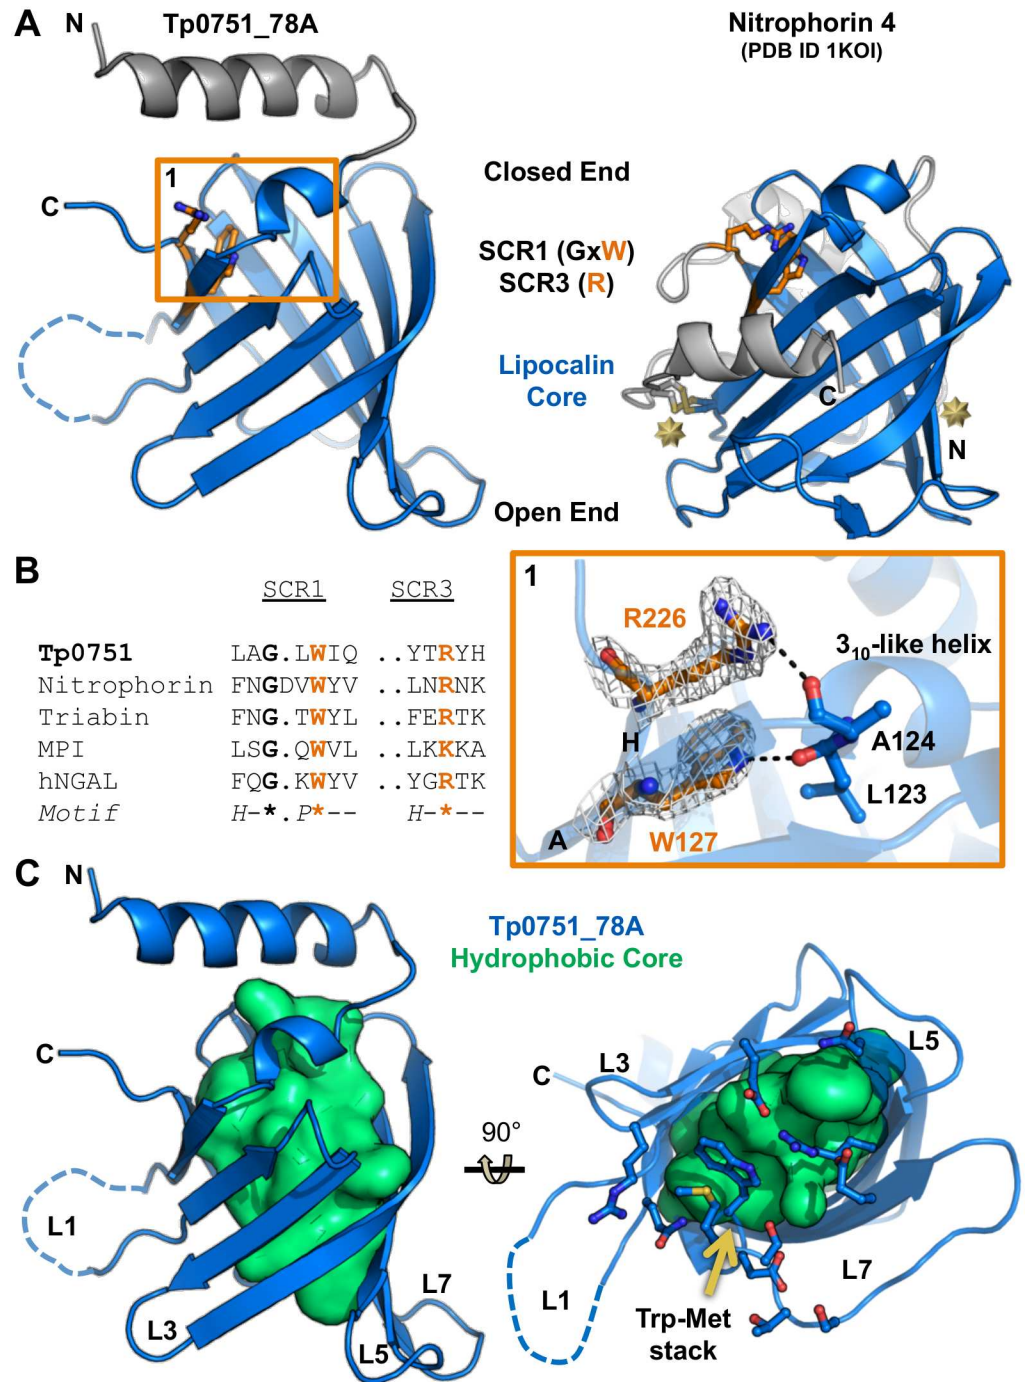 A
N
Tp0751_78A
Nitrophorin 4
(PDB ID 1KOI)
1
C
Closed End
SCR1 (GxW)
SCR3 (R)
Lipocalin
Core
C
N
Open End
B
SCR1 SCR3
Tp0751 LAG.LWIQ ..YTRYH
Nitrophorin FNGDVWYV ..LNRNK
Triabin FNG.TWYL ..FERTK
MPI LSG.QWVL ..LKKKA
hNGAL FQG.KWYV ..YGRTK
Motif H-*.P*-- H-*--
1
R226
3₁₀-like helix
H
A124
L123
A
W127
C
N
Tp0751_78A
Hydrophobic Core
C
L1
L3
L5
L7
90°
C
L3
L5
L1
L7
Trp-Met
stack